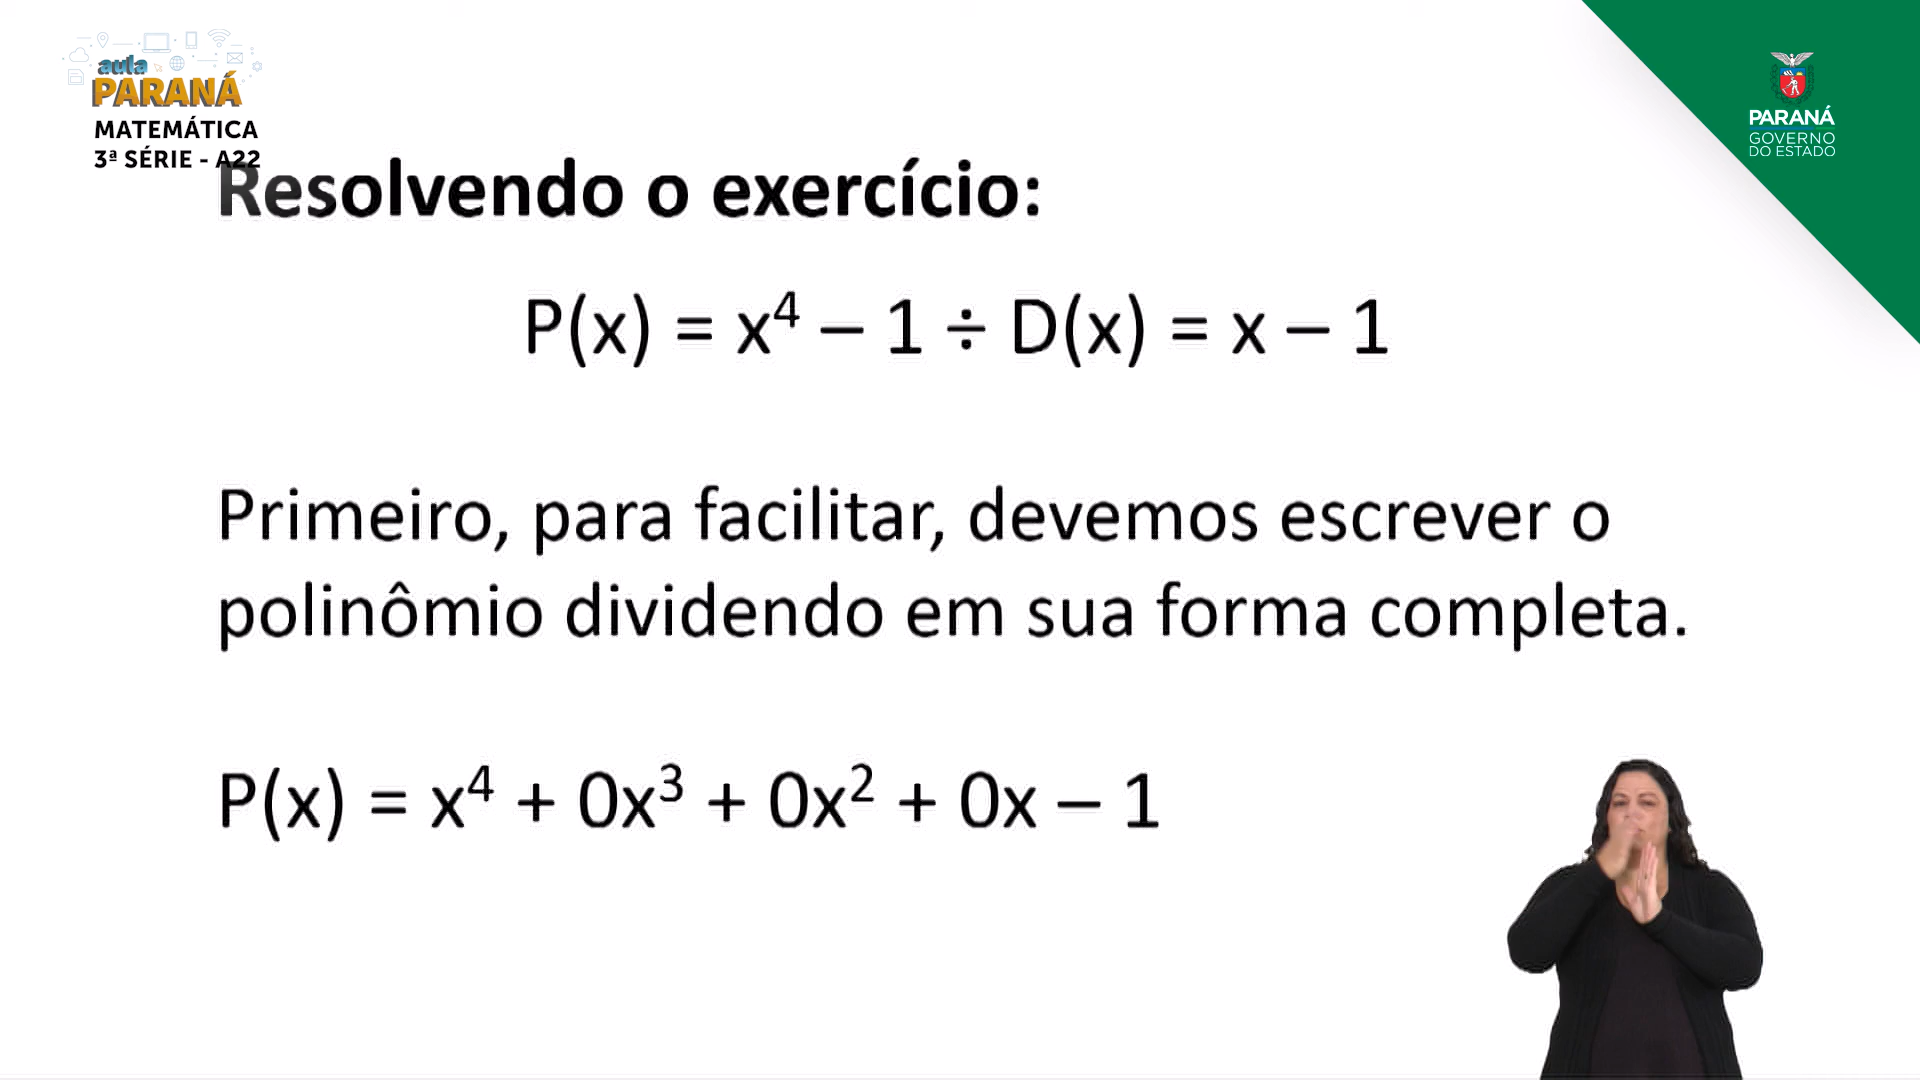 aula
PARANÁ
MATEMÁTICA
3ª SÉRIE - A22
PARANÁ
GOVERNO
DO ESTADO
Resolvendo o exercício:
P(x) = x⁴ – 1 ÷ D(x) = x – 1
Primeiro, para facilitar, devemos escrever o
polinômio dividendo em sua forma completa.
P(x) = x⁴ + 0x³ + 0x² + 0x – 1